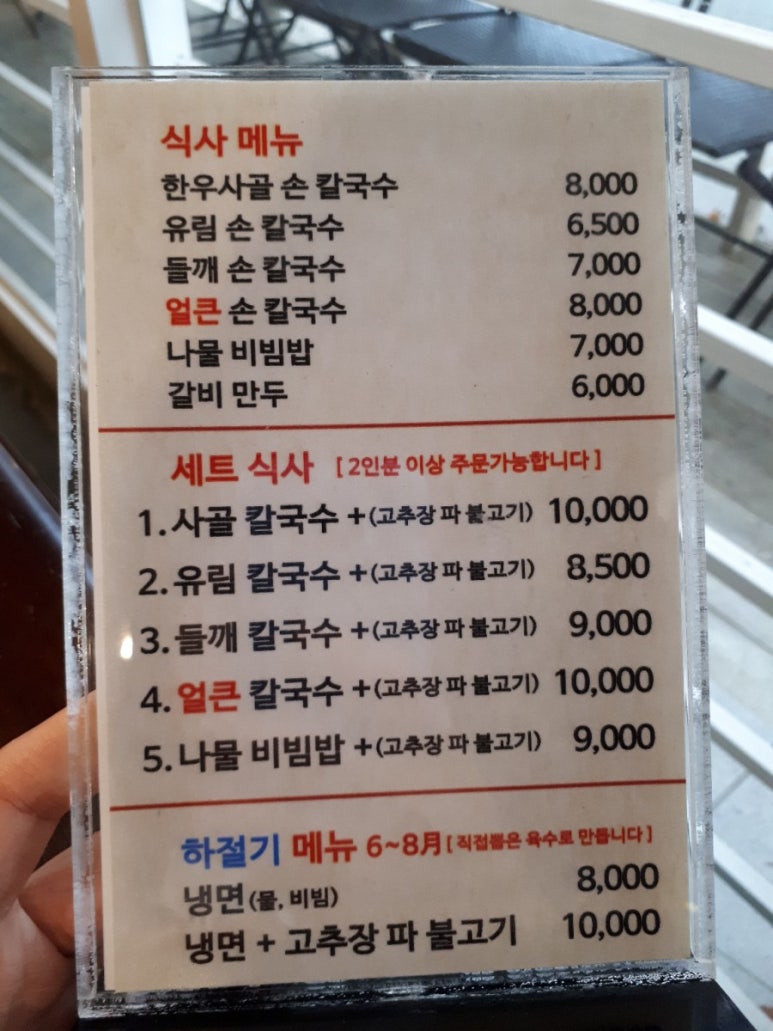 식사 메뉴
한우사골 손 칼국수 8,000
유림 손 칼국수 6,500
들깨 손 칼국수 7,000
얼큰 손 칼국수 8,000
나물 비빔밥 7,000
갈비 만두 6,000
세트 식사 [ 2인분 이상 주문가능합니다 ]
1. 사골 칼국수 + (고추장 파 불고기) 10,000
2. 유림 칼국수 + (고추장 파 불고기) 8,500
3. 들깨 칼국수 + (고추장 파 불고기) 9,000
4. 얼큰 칼국수 + (고추장 파 불고기) 10,000
5. 나물 비빔밥 + (고추장 파 불고기) 9,000
하절기 메뉴 6~8月 [ 직접뽑은 육수로 만듭니다 ]
냉면 (물, 비빔) 8,000
냉면 + 고추장 파 불고기 10,000